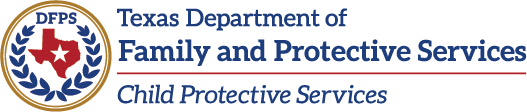 DFPS
Texas Department of
Family and Protective Services
Child Protective Services